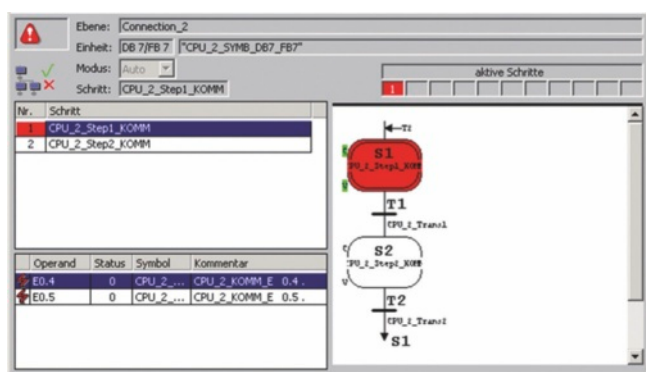 Ebene: Connection_2
Einheit: DB 7/FB 7 "CPU_2_SYMB_DB7_FB7"
Modus: Auto
aktive Schritte
Schritt: CPU_2_Step1_KOMM
1
Nr. Schritt
1 CPU_2_Step1_KOMM
2 CPU_2_Step2_KOMM
T2
C
S1
CPU_2_Step1_KOMM
V
T1
CPU_2_Trans1
C
S2
CPU_2_Step2_KOMM
V
T2
CPU_2_Trans2
S1
Operand Status Symbol Kommentar
E0.4 0 CPU_2_... CPU_2_KOMM_E 0.4.
E0.5 0 CPU_2_... CPU_2_KOMM_E 0.5.